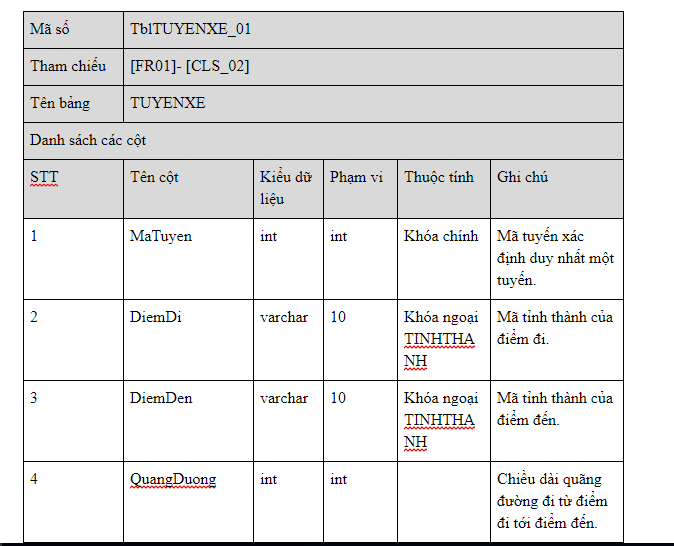 Mã số TblTUYENXE_01
Tham chiếu [FR01]- [CLS_02]
Tên bảng TUYENXE
Danh sách các cột
STT Tên cột Kiểu dữ liệu Phạm vi Thuộc tính Ghi chú
1 MaTuyen int int Khóa chính Mã tuyến xác định duy nhất một tuyến.
2 DiemDi varchar 10 Khóa ngoại TINHTHANH Mã tỉnh thành của điểm đi.
3 DiemDen varchar 10 Khóa ngoại TINHTHANH Mã tỉnh thành của điểm đến.
4 QuangDuong int int Chiều dài quãng đường đi từ điểm đi tới điểm đến.